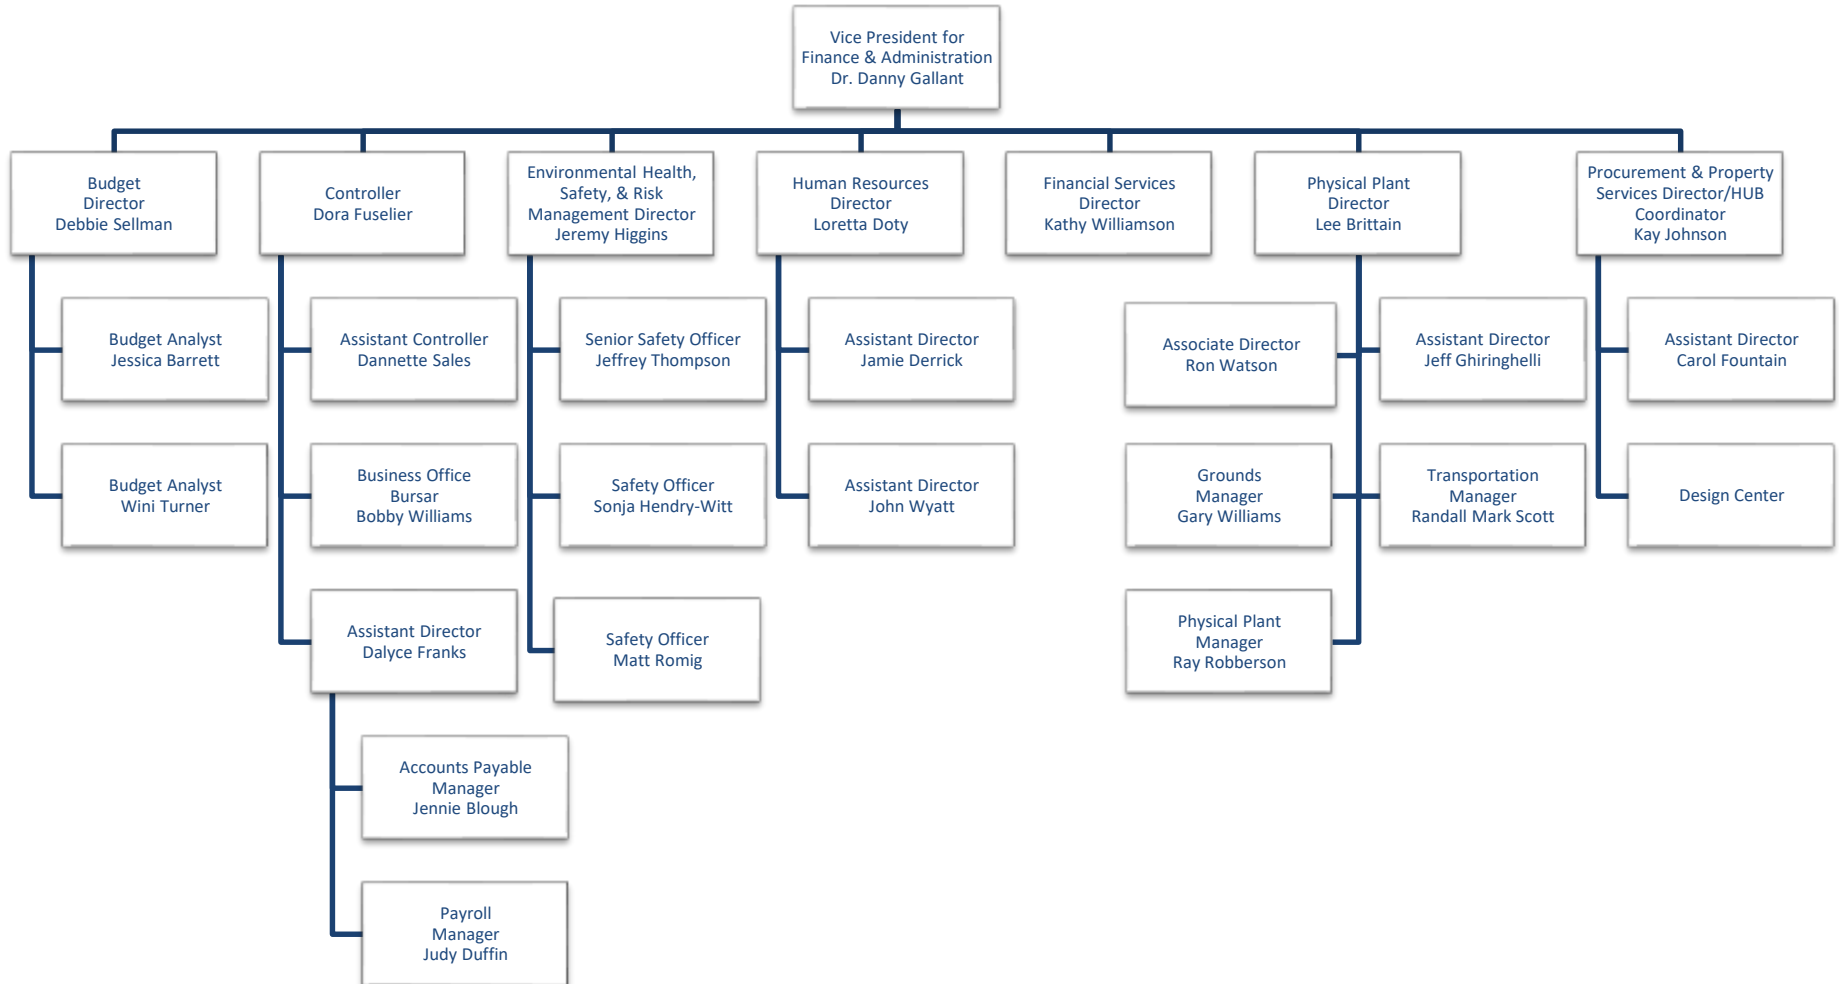 Vice President for
Finance & Administration
Dr. Danny Gallant
Budget
Director
Debbie Sellman
Controller
Dora Fuselier
Environmental Health,
Safety, & Risk
Management Director
Jeremy Higgins
Human Resources
Director
Loretta Doty
Financial Services
Director
Kathy Williamson
Physical Plant
Director
Lee Brittain
Procurement & Property
Services Director/HUB
Coordinator
Kay Johnson
Budget Analyst
Jessica Barrett
Assistant Controller
Dannette Sales
Senior Safety Officer
Jeffrey Thompson
Assistant Director
Jamie Derrick
Associate Director
Ron Watson
Assistant Director
Jeff Ghiringhelli
Assistant Director
Carol Fountain
Budget Analyst
Wini Turner
Business Office
Bursar
Bobby Williams
Safety Officer
Sonja Hendry-Witt
Assistant Director
John Wyatt
Grounds
Manager
Gary Williams
Transportation
Manager
Randall Mark Scott
Design Center
Assistant Director
Dalyce Franks
Safety Officer
Matt Romig
Physical Plant
Manager
Ray Robberson
Accounts Payable
Manager
Jennie Blough
Payroll
Manager
Judy Duffin